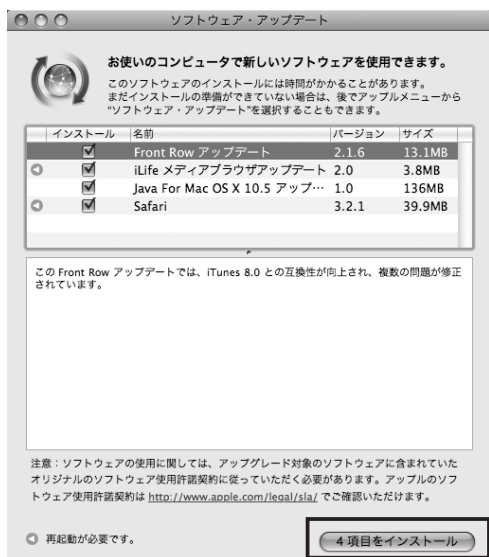 ソフトウェア・アップデート
お使いのコンピュータで新しいソフトウェアを使用できます。
このソフトウェアのインストールには時間がかかることがあります。
まだインストールの準備ができていない場合は、後でアップルメニューから
“ソフトウェア・アップデート”を選択することもできます。
インストール 名前 バージョン サイズ
Front Row アップデート 2.1.6 13.1MB
iLife メディアブラウザアップデート 2.0 3.8MB
Java For Mac OS X 10.5 アップ… 1.0 136MB
Safari 3.2.1 39.9MB
この Front Row アップデートでは、iTunes 8.0 との互換性が向上され、複数の問題が修正
されています。
注意：ソフトウェアの使用に関しては、アップグレード対象のソフトウェアに含まれていた
オリジナルのソフトウェア使用許諾契約に従っていただく必要があります。アップルのソフ
トウェア使用許諾契約は http://www.apple.com/legal/sla/ でご確認いただけます。
再起動が必要です。
4 項目をインストール